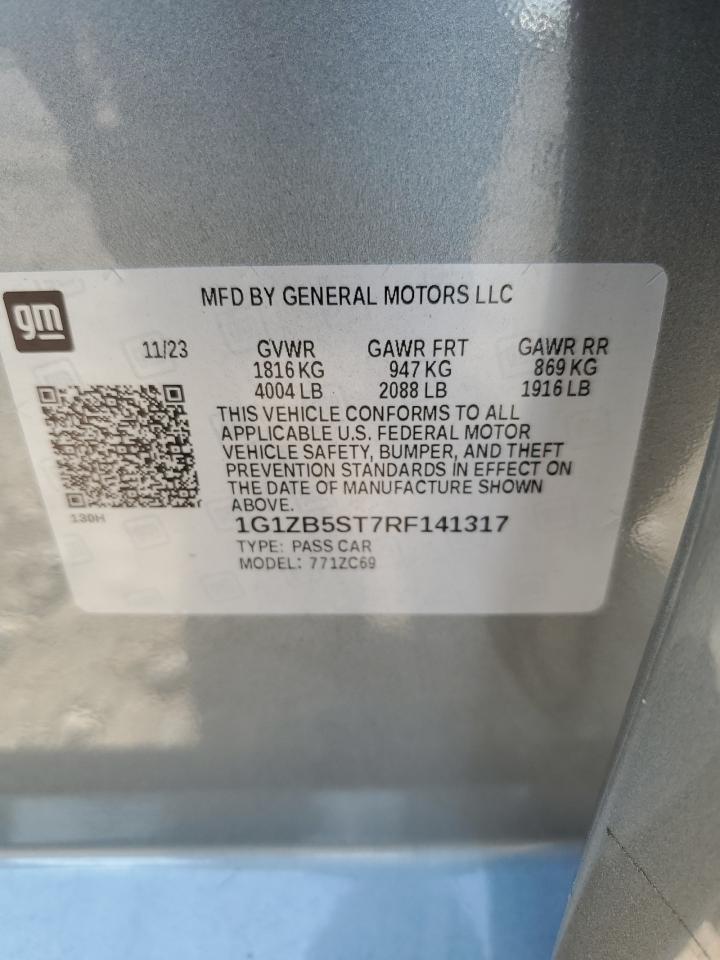 MFD BY GENERAL MOTORS LLC
gm
11/23 GVWR GAWR FRT GAWR RR
1816 KG 947 KG 869 KG
4004 LB 2088 LB 1916 LB
THIS VEHICLE CONFORMS TO ALL
APPLICABLE U.S. FEDERAL MOTOR
VEHICLE SAFETY, BUMPER, AND THEFT
PREVENTION STANDARDS IN EFFECT ON
THE DATE OF MANUFACTURE SHOWN
ABOVE.
130H
1G1ZB5ST7RF141317
TYPE: PASS CAR
MODEL: 771ZC69